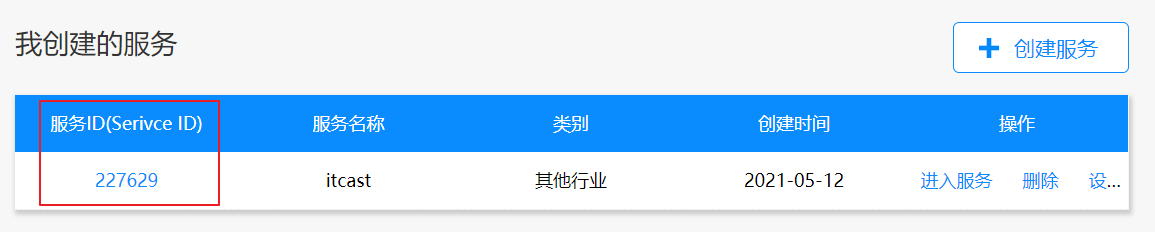 我创建的服务
创建服务
服务ID(Serivce ID) 服务名称 类别 创建时间 操作
227629 itcast 其他行业 2021-05-12 进入服务 删除 设...